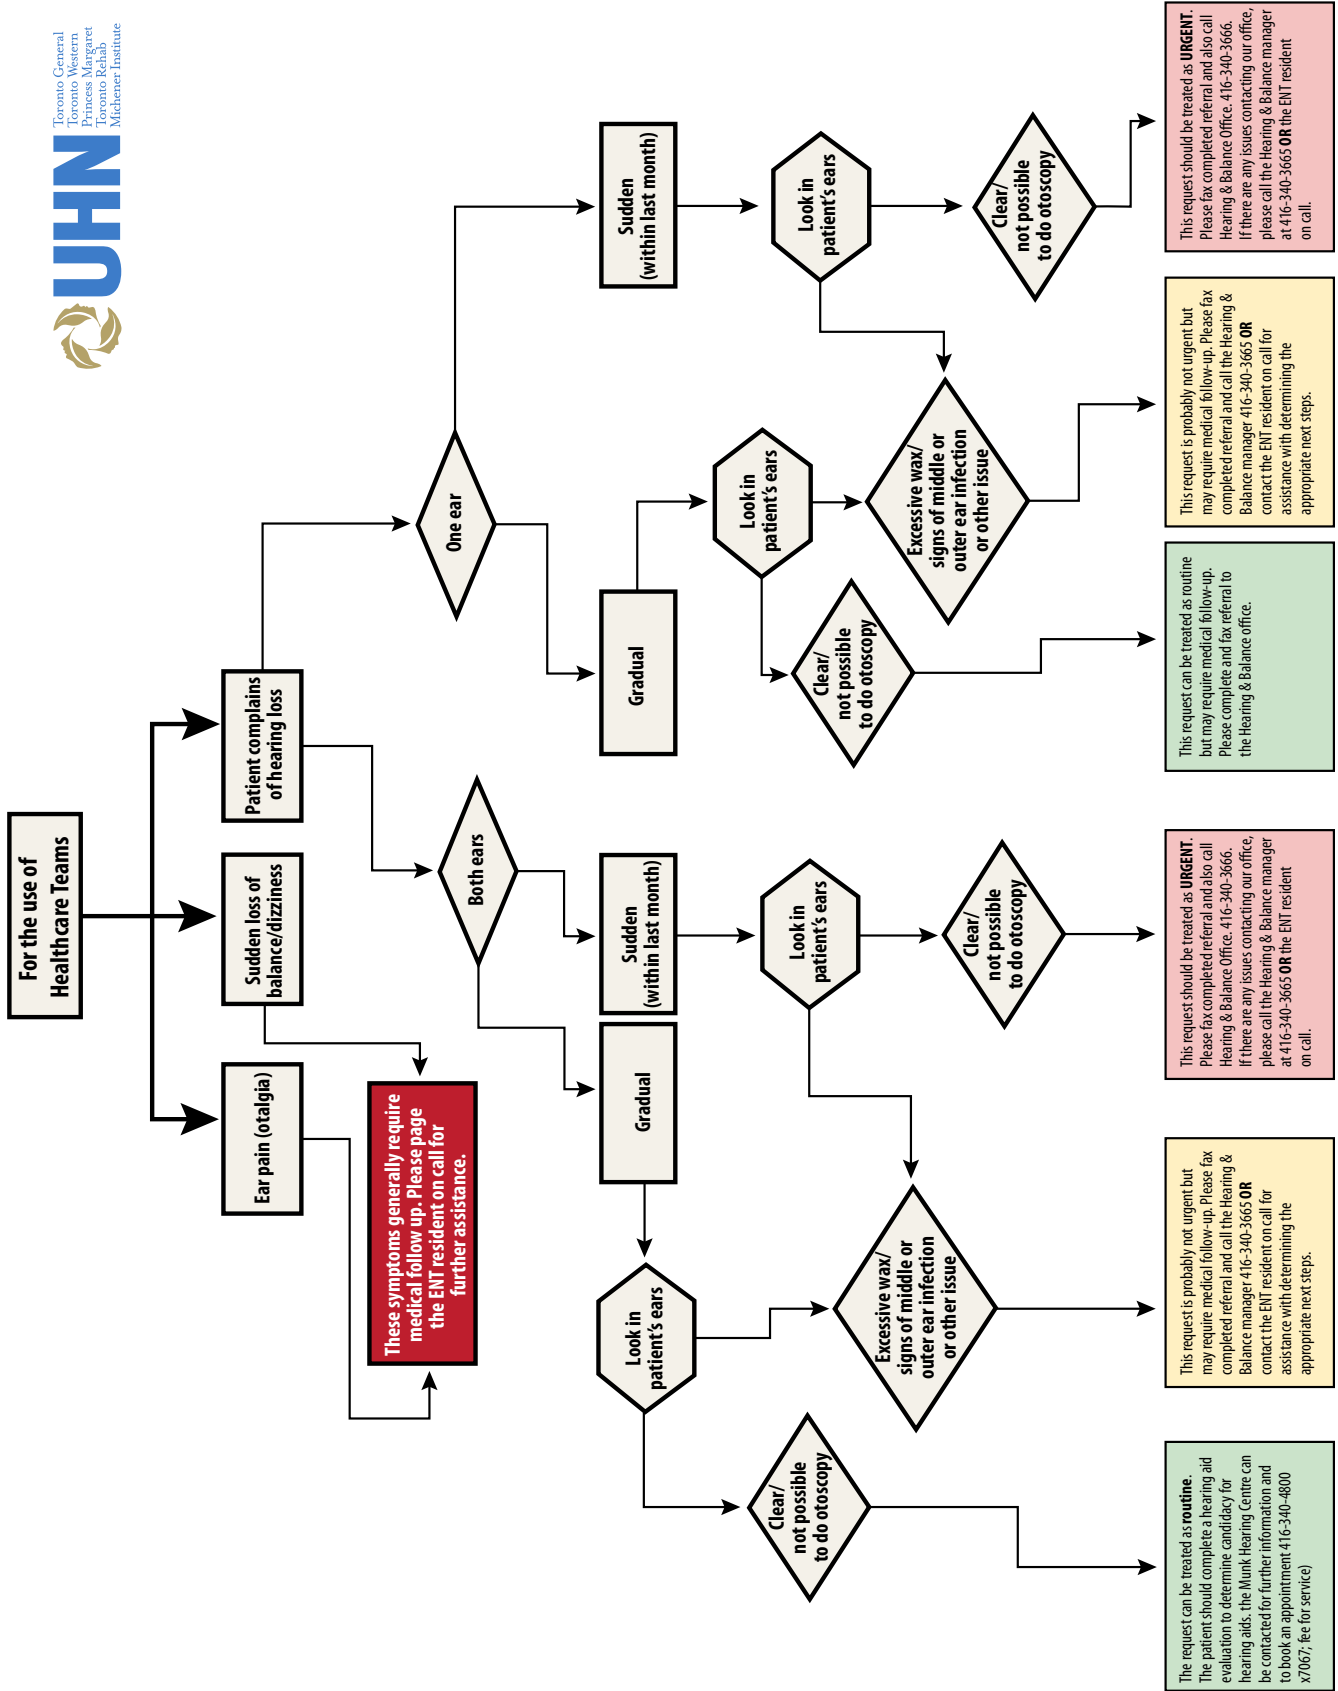 UHN
Toronto General
Toronto Western
Princess Margaret
Toronto Rehab
Michener Institute
For the use of
Healthcare Teams
Ear pain (otalgia)
Sudden loss of
balance/dizziness
Patient complains
of hearing loss
These symptoms generally require
medical follow up. Please page
the ENT resident on call for
further assistance.
Both ears
One ear
Gradual
Sudden
(within last month)
Gradual
Sudden
(within last month)
Look in
patient's ears
Look in
patient's ears
Look in
patient's ears
Look in
patient's ears
Clear/
not possible
to do otoscopy
Excessive wax/
signs of middle or
outer ear infection
or other issue
Clear/
not possible
to do otoscopy
Clear/
not possible
to do otoscopy
Excessive wax/
signs of middle or
outer ear infection
or other issue
Clear/
not possible
to do otoscopy
The request can be treated as routine.
The patient should complete a hearing aid
evaluation to determine candidacy for
hearing aids. the Munk Hearing Centre can
be contacted for further information and
to book an appointment 416-340-4800
x7067; fee for service)
This request is probably not urgent but
may require medical follow-up. Please fax
completed referral and call the Hearing &
Balance manager 416-340-3665 OR
contact the ENT resident on call for
assistance with determining the
appropriate next steps.
This request should be treated as URGENT.
Please fax completed referral and also call
Hearing & Balance Office. 416-340-3666.
If there are any issues contacting our office,
please call the Hearing & Balance manager
at 416-340-3665 OR the ENT resident
on call.
This request can be treated as routine
but may require medical follow-up.
Please complete and fax referral to
the Hearing & Balance office.
This request is probably not urgent but
may require medical follow-up. Please fax
completed referral and call the Hearing &
Balance manager 416-340-3665 OR
contact the ENT resident on call for
assistance with determining the
appropriate next steps.
This request should be treated as URGENT.
Please fax completed referral and also call
Hearing & Balance Office. 416-340-3666.
If there are any issues contacting our office,
please call the Hearing & Balance manager
at 416-340-3665 OR the ENT resident
on call.